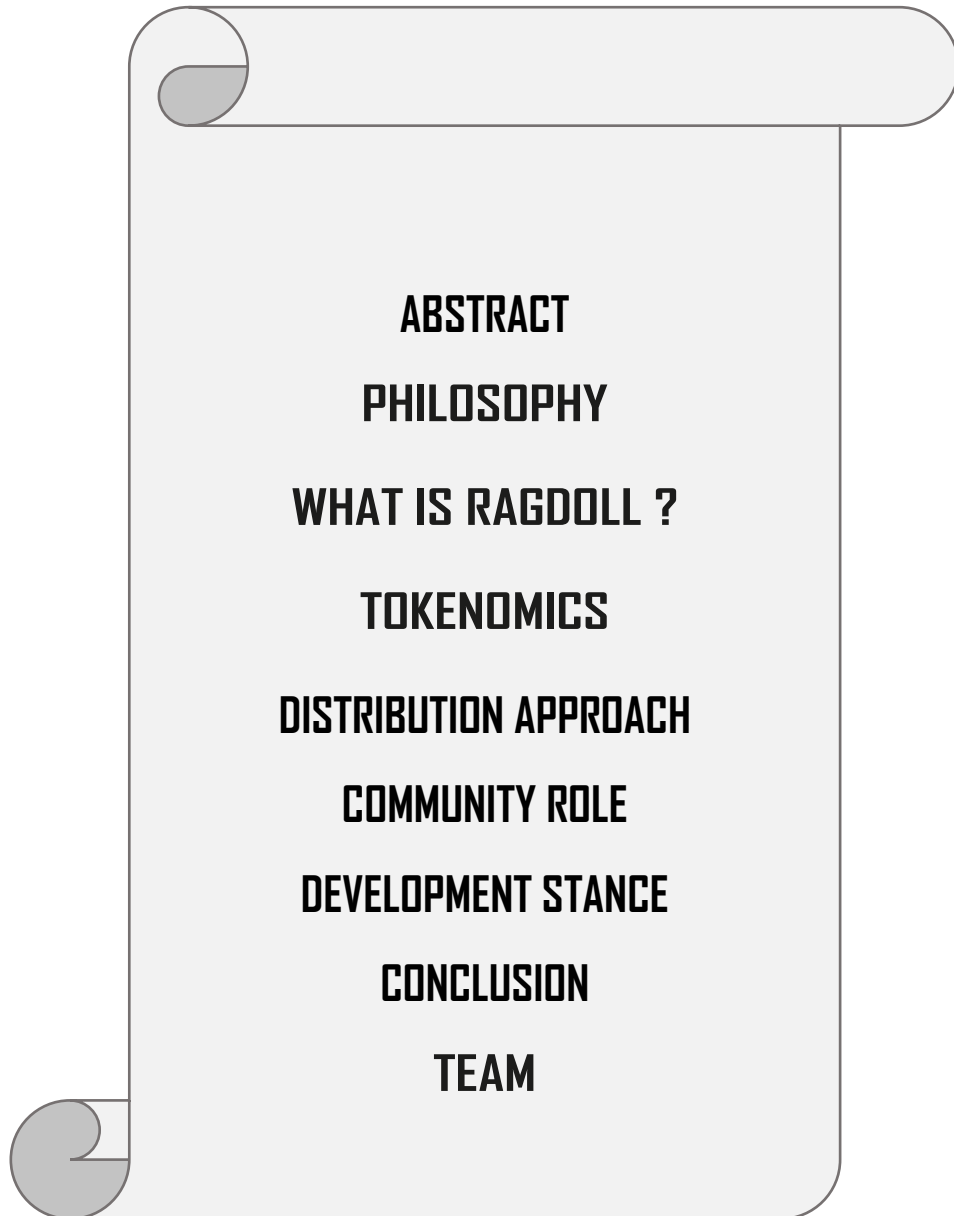 ABSTRACT
PHILOSOPHY
WHAT IS RAGDOLL ?
TOKENOMICS
DISTRIBUTION APPROACH
COMMUNITY ROLE
DEVELOPMENT STANCE
CONCLUSION
TEAM